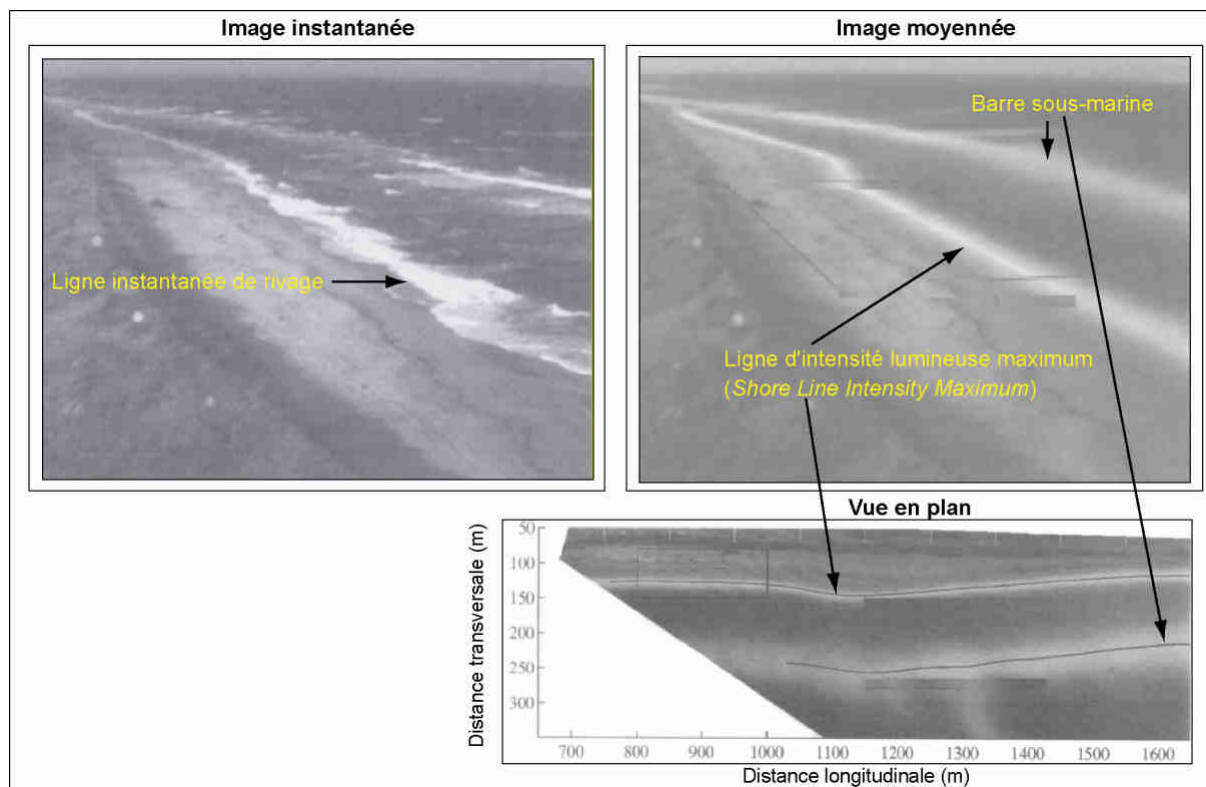 Image instantanée
Image moyennée
Barre sous-marine
Ligne instantanée de rivage
Ligne d'intensité lumineuse maximum
(Shore Line Intensity Maximum)
Vue en plan
Distance transversale (m)
50
100
150
200
250
300
700 800 900 1000 1100 1200 1300 1400 1500 1600
Distance longitudinale (m)